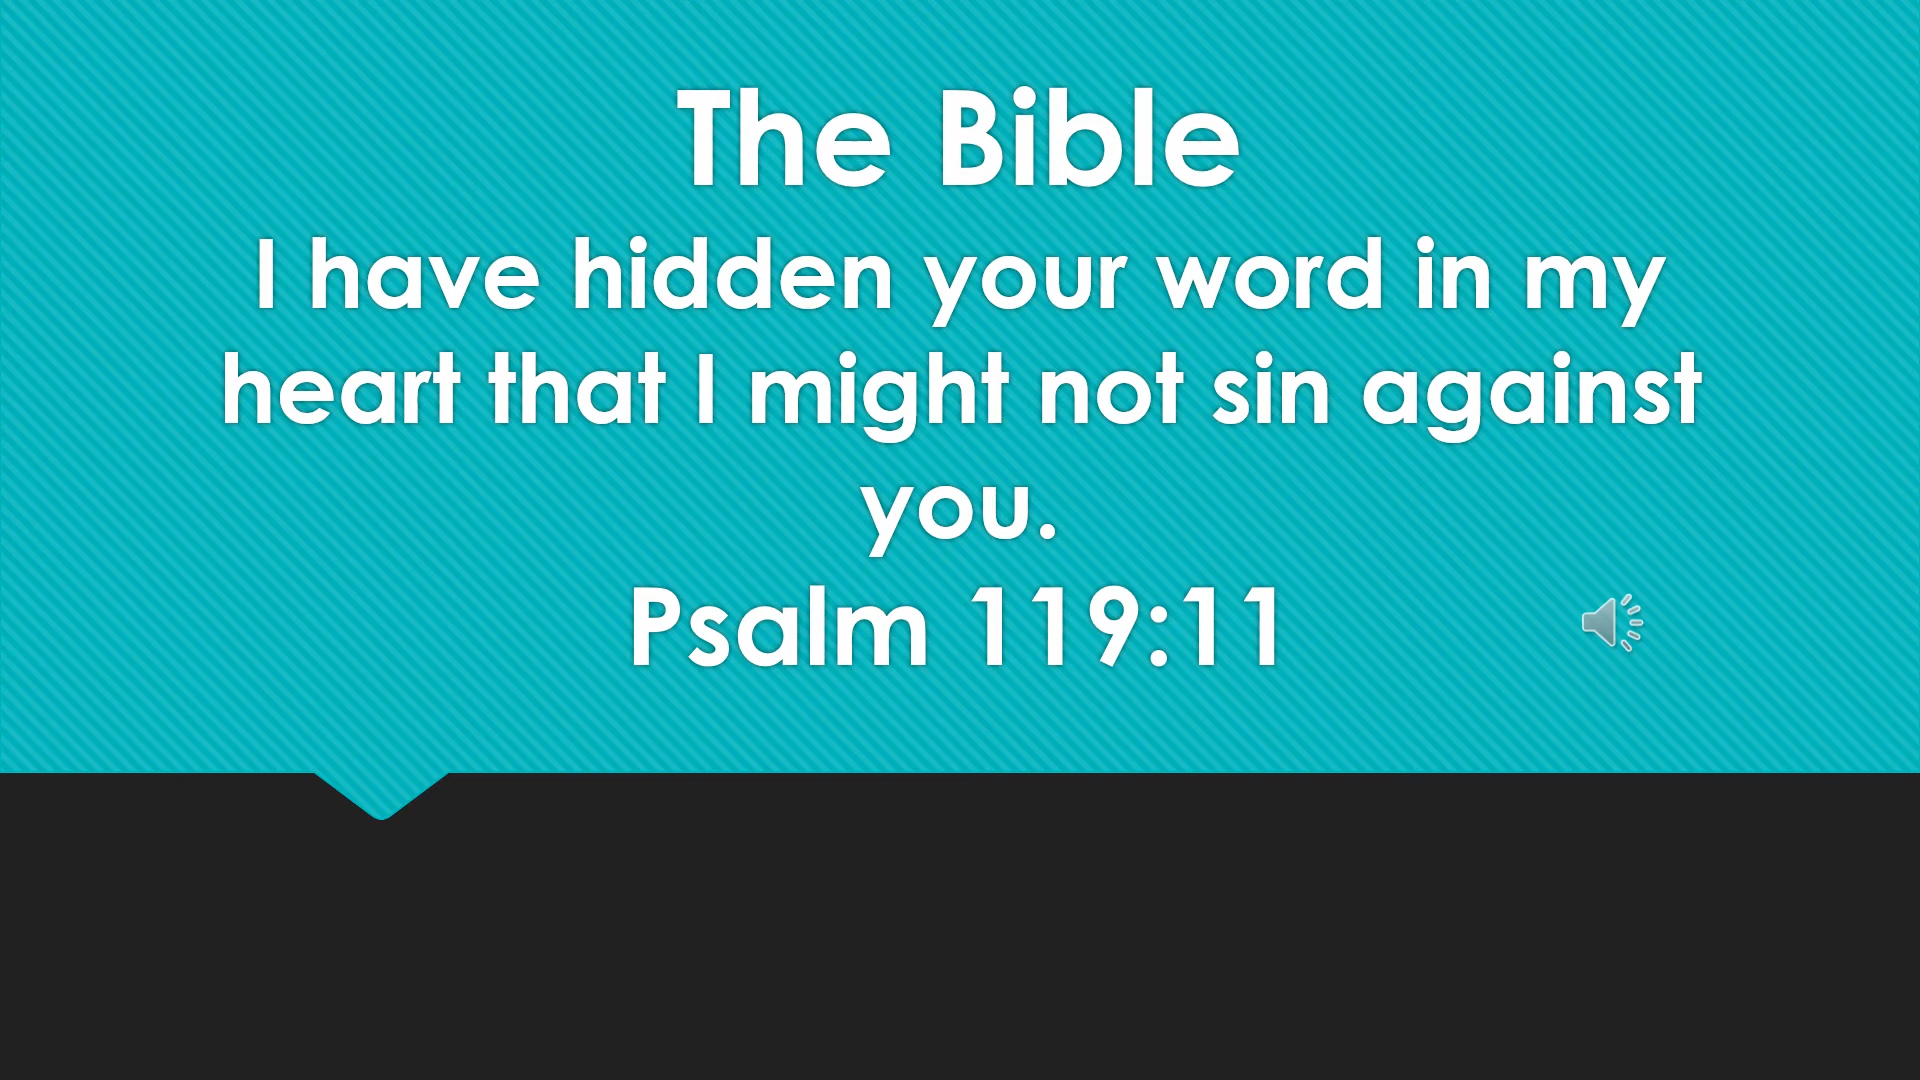 The Bible
I have hidden your word in my
heart that I might not sin against
you.
Psalm 119:11